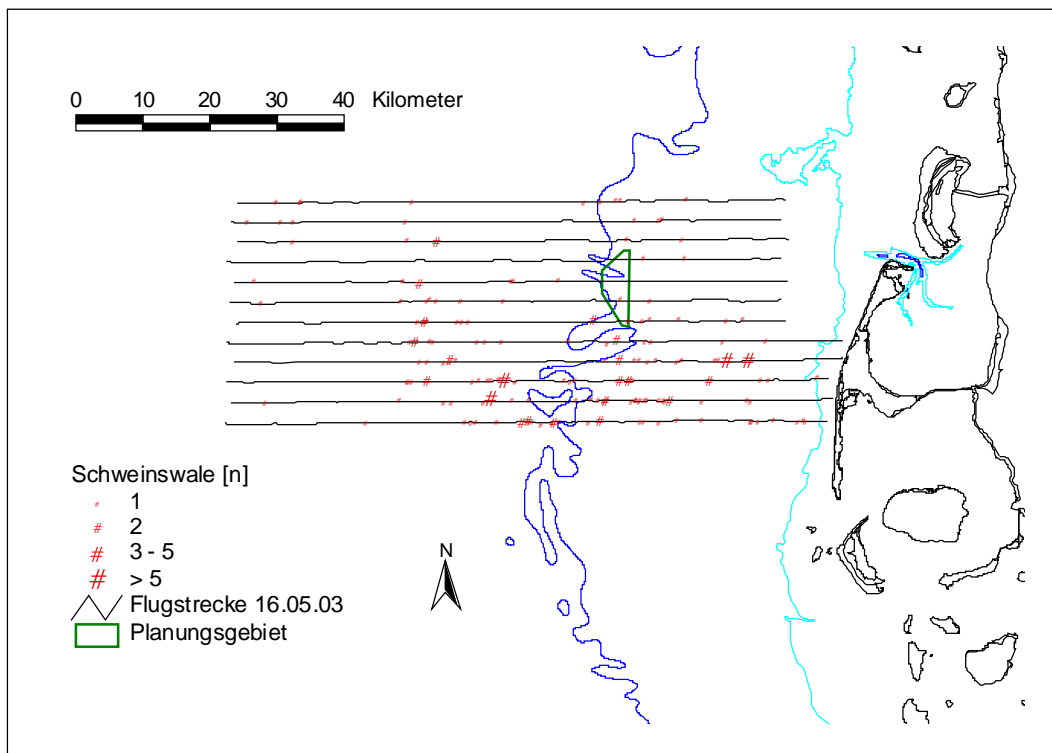 0 10 20 30 40 Kilometer
Schweinswale [n]
1
2
3 - 5
> 5
N
Flugstrecke 16.05.03
Planungsgebiet